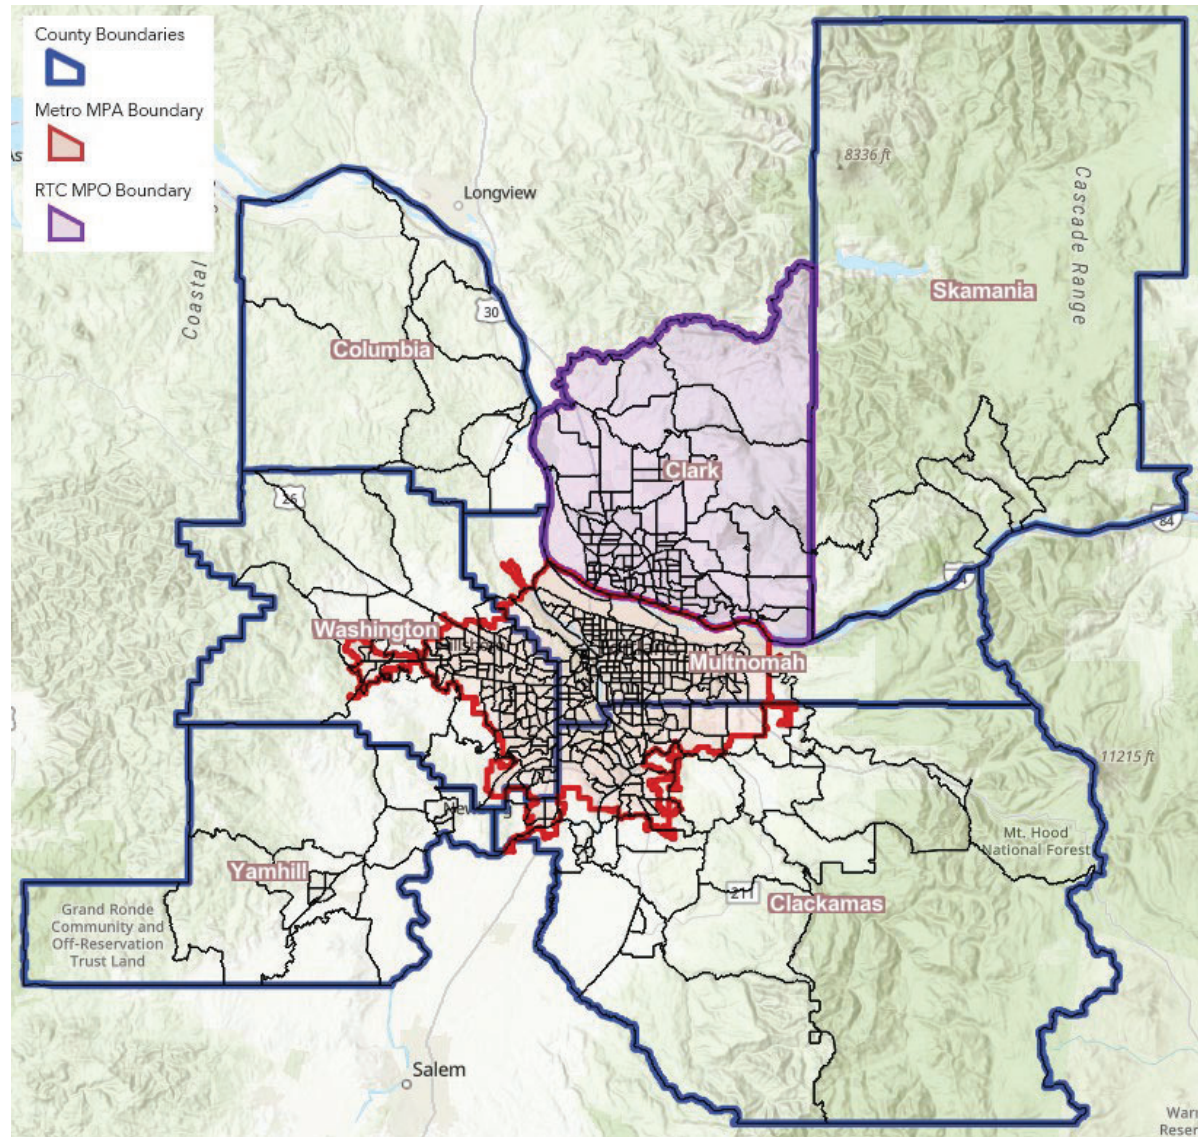 County Boundaries
Metro MPA Boundary
RTC MPO Boundary
Longview
8336 ft
Cascade Range
Coastal
Skamania
30
Columbia
Clark
26
84
Washington
Multnomah
11215 ft
Mt. Hood
National Forest
Yamhill
211
Clackamas
Grand Ronde
Community and
Off-Reservation
Trust Land
Salem